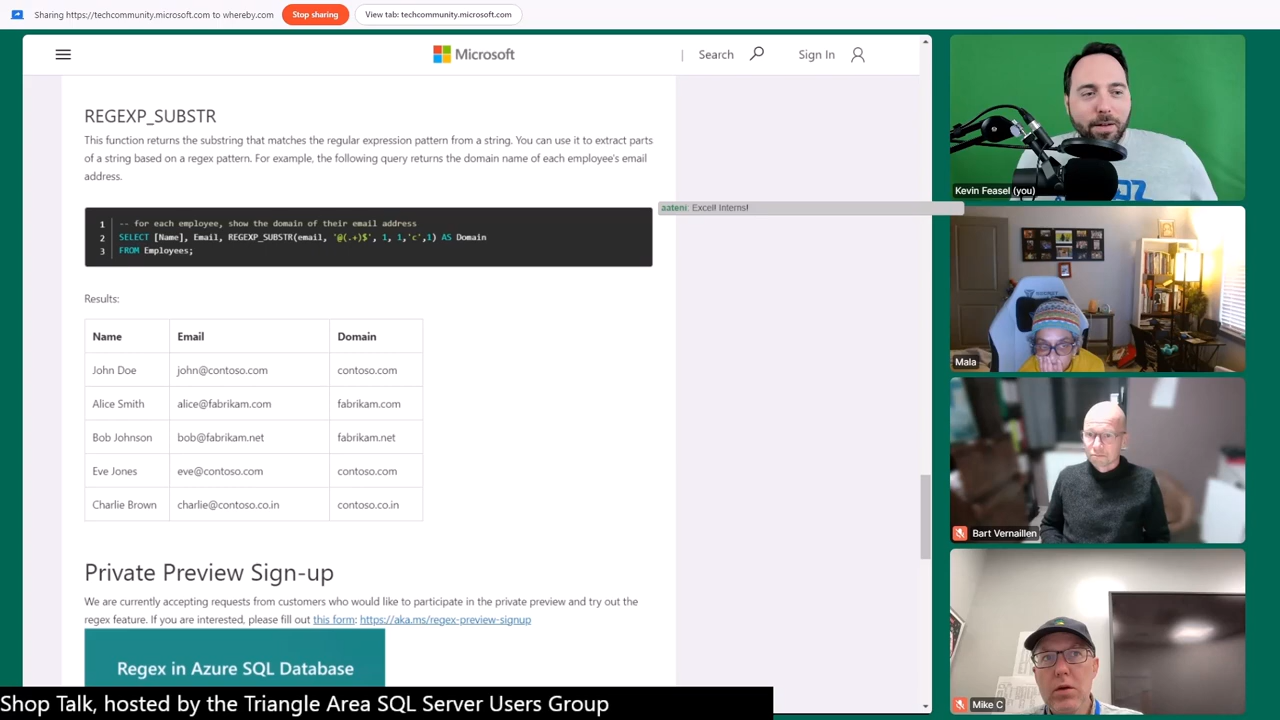 Sharing https://techcommunity.microsoft.com to whereby.com
Stop sharing
View tab: techcommunity.microsoft.com
Microsoft
Search
Sign In
REGEXP_SUBSTR
This function returns the substring that matches the regular expression pattern from a string. You can use it to extract parts
of a string based on a regex pattern. For example, the following query returns the domain name of each employee's email
address.
1 -- for each employee, show the domain of their email address
2 SELECT [Name], Email, REGEXP_SUBSTR(email, '@(.+)$', 1, 1,'c',1) AS Domain
3 FROM Employees;
aateni: Excell Interns!
Results:
Name Email Domain
John Doe john@contoso.com contoso.com
Alice Smith alice@fabrikam.com fabrikam.com
Bob Johnson bob@fabrikam.net fabrikam.net
Eve Jones eve@contoso.com contoso.com
Charlie Brown charlie@contoso.co.in contoso.co.in
Private Preview Sign-up
We are currently accepting requests from customers who would like to participate in the private preview and try out the
regex feature. If you are interested, please fill out this form: https://aka.ms/regex-preview-signup
Regex in Azure SQL Database
Kevin Feasel (you)
Mala
Bart Vernaillen
Mike C
Shop Talk, hosted by the Triangle Area SQL Server Users Group